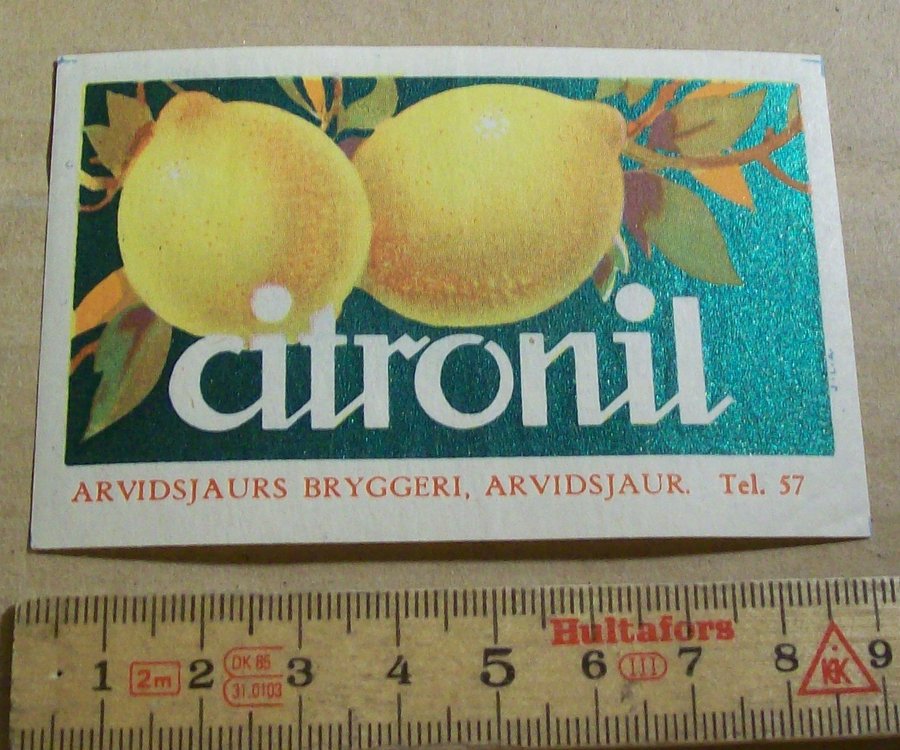 citronil
ARVIDSJAURS BRYGGERI, ARVIDSJAUR. Tel. 57
Hultafors
1 2m 2 DK 85 3 4 5 6 III 7 8 KK 9
31.0103